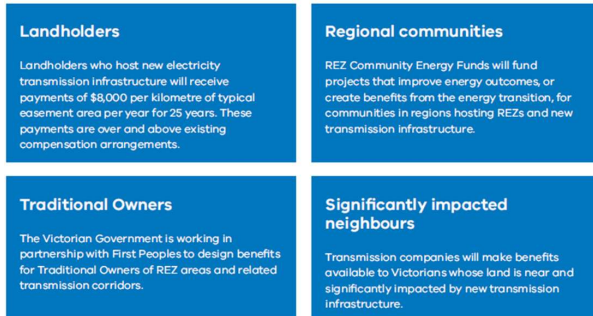 Landholders
Landholders who host new electricity
transmission infrastructure will receive
payments of $8,000 per kilometre of typical
easement area per year for 25 years. These
payments are over and above existing
compensation arrangements.
Regional communities
REZ Community Energy Funds will fund
projects that improve energy outcomes, or
create benefits from the energy transition, for
communities in regions hosting REZs and new
transmission infrastructure.
Traditional Owners
The Victorian Government is working in
partnership with First Peoples to design benefits
for Traditional Owners of REZ areas and related
transmission corridors.
Significantly impacted
neighbours
Transmission companies will make benefits
available to Victorians whose land is near and
significantly impacted by new transmission
infrastructure.